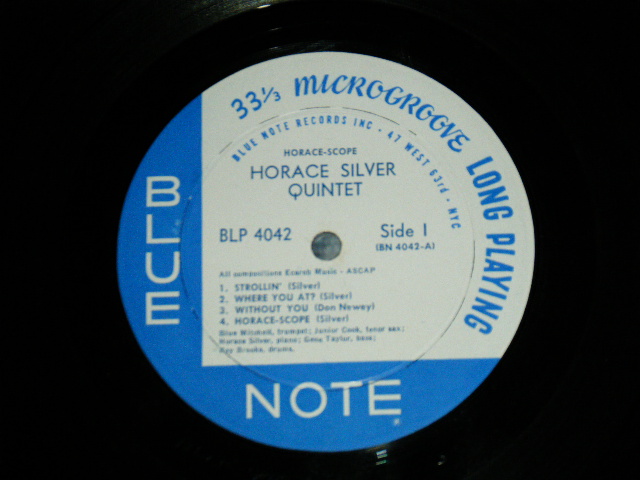 33⅓ MICROGROOVE LONG PLAYING
BLUE NOTE RECORDS INC · 47 WEST 63rd · NYC
HORACE-SCOPE
HORACE SILVER
QUINTET
BLP 4042
Side 1
(BN 4042-A)
All compositions Ecaroh Music - ASCAP
1. STROLLIN' (Silver)
2. WHERE YOU AT? (Silver)
3. WITHOUT YOU (Don Newey)
4. HORACE-SCOPE (Silver)
Blue Mitchell, trumpet; Junior Cook, tenor sax;
Horace Silver, piano; Gene Taylor, bass;
Roy Brooks, drums.
BLUE
NOTE